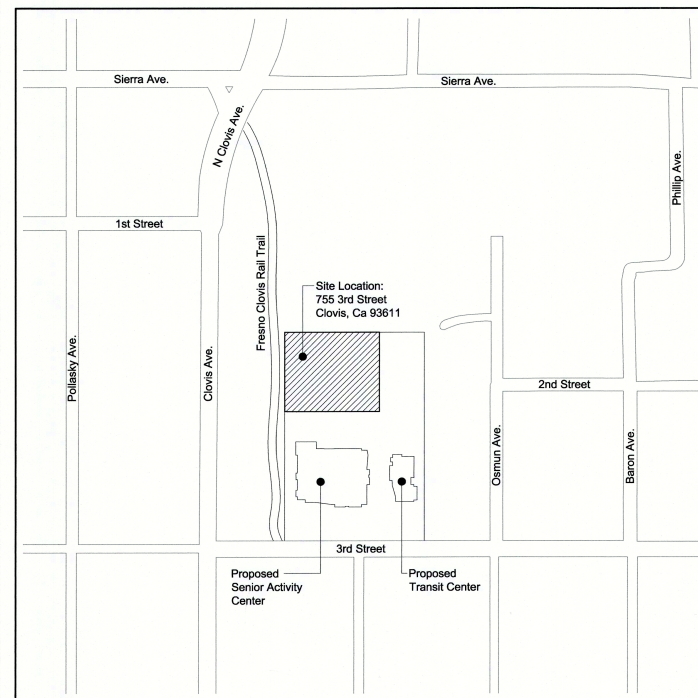 Sierra Ave.
Sierra Ave.
N Clovis Ave.
Phillip Ave.
1st Street
Fresno Clovis Rail Trail
Site Location:
755 3rd Street
Clovis, Ca 93611
Pollasky Ave.
Clovis Ave.
2nd Street
Osmun Ave.
Baron Ave.
3rd Street
Proposed
Senior Activity
Center
Proposed
Transit Center